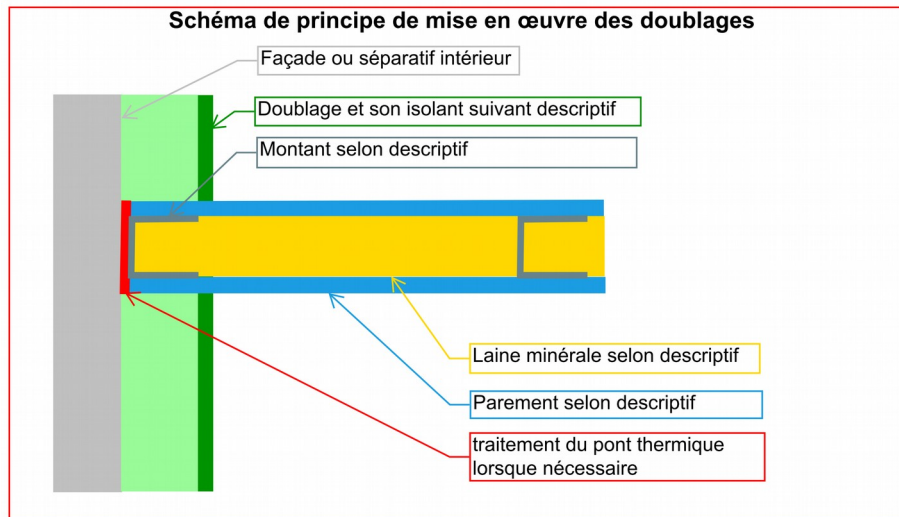 Schéma de principe de mise en œuvre des doublages
Façade ou séparatif intérieur
Doublage et son isolant suivant descriptif
Montant selon descriptif
Laine minérale selon descriptif
Parement selon descriptif
traitement du pont thermique
lorsque nécessaire